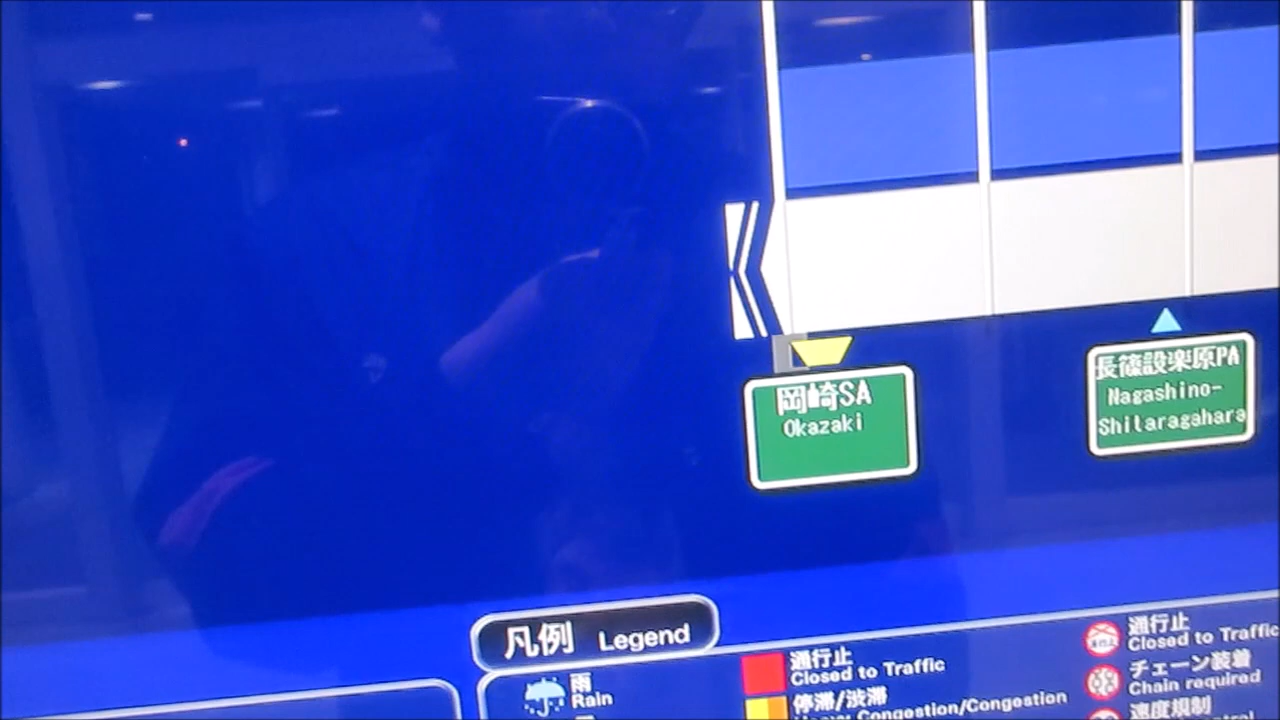 岡崎SA
Okazaki
長篠設楽原PA
Nagashino-
Shitaragahara
凡例 Legend
雨
Rain
通行止
Closed to Traffic
停滞/渋滞
Heavy Congestion/Congestion
通行止
Closed to Traffic
チェーン装着
Chain required
速度規制